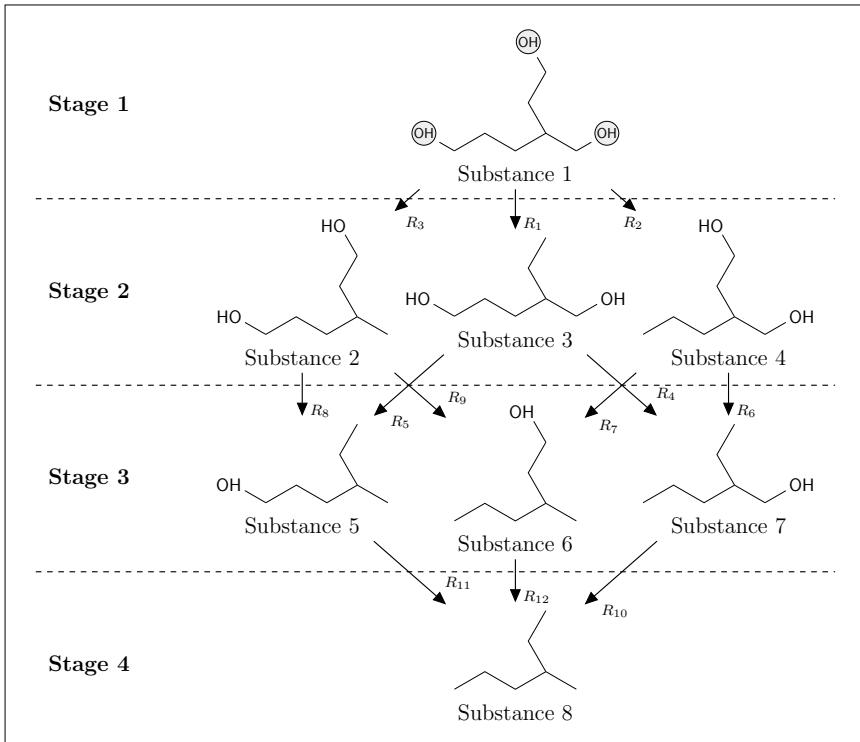 OH
Stage 1
OH
OH
Substance 1
R3
R1
R2
HO
HO
Stage 2
HO
OH
HO
OH
Substance 2
Substance 3
Substance 4
R8
R9
R5
R4
R7
R6
OH
Stage 3
OH
OH
Substance 5
Substance 6
Substance 7
R11
R12
R10
Stage 4
Substance 8